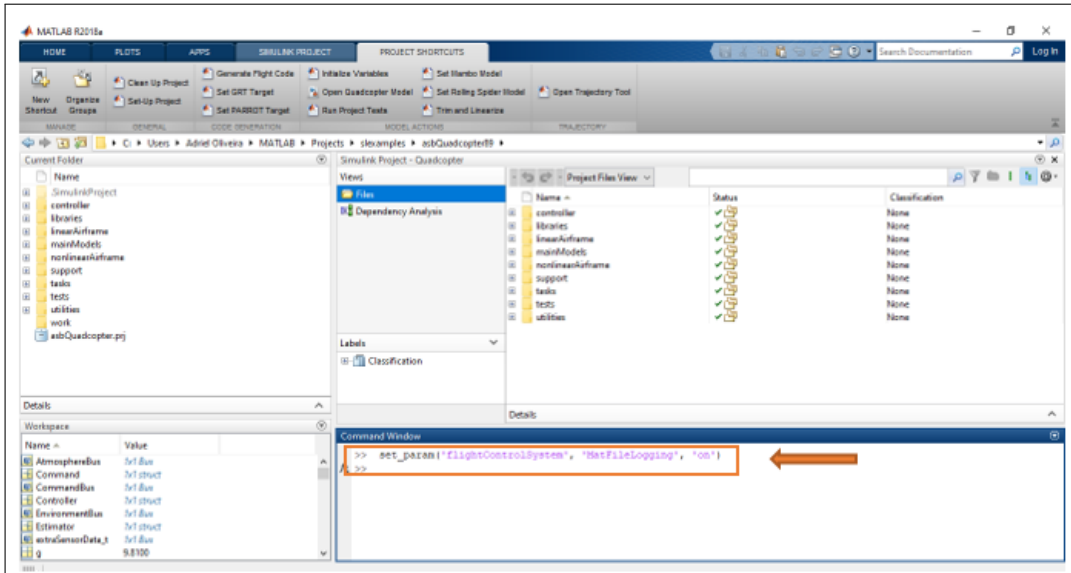 MATLAB R2018a
HOME PLOTS APPS SIMULINK PROJECT PROJECT SHORTCUTS Search Documentation Log In
New Shortcut
Organize Groups
Clean Up Project
Set-Up Project
Generate Flight Code
Set GRT Target
Set PARROT Target
Initialize Variables
Open Quadcopter Model
Run Project Tests
Set Mambo Model
Set Rolling Spider Model
Trim and Linearize
Open Trajectory Tool
MANAGE GENERAL CODE GENERATION MODEL ACTIONS TRAJECTORY
C: Users Adriel Oliveira MATLAB Projects slexamples asbQuadcopter19
Current Folder
Name
.SimulinkProject
controller
libraries
linearAirframe
mainModels
nonlinearAirframe
support
tasks
tests
utilities
work
asbQuadcopter.prj
Details
Workspace
Name Value
AtmosphereBus 1x1 Bus
Command 1x1 struct
CommandBus 1x1 Bus
Controller 1x1 struct
EnvironmentBus 1x1 Bus
Estimator 1x1 struct
extraSensorData_t 1x1 Bus
g 9.8100
Simulink Project - Quadcopter
Views
Files
Dependency Analysis
Labels
Classification
Project Files View
Name Status Classification
controller None
libraries None
linearAirframe None
mainModels None
nonlinearAirframe None
support None
tasks None
tests None
utilities None
Details
Command Window
>> set_param('flightControlSystem', 'MatFileLogging', 'on')
fx >>